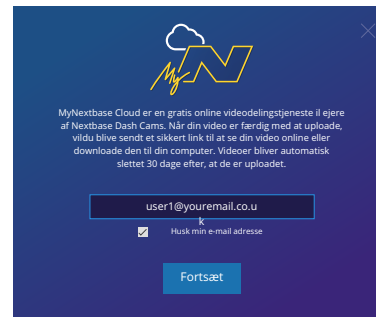 My N
MyNextbase Cloud er en gratis online videodelingstjeneste il ejere
af Nextbase Dash Cams. Når din video er færdig med at uploade,
vildu blive sendt et sikkert link til at se din video online eller
downloade den til din computer. Videoer bliver automatisk
slettet 30 dage efter, at de er uploadet.
user1@youremail.co.u
k
Husk min e-mail adresse
Fortsæt